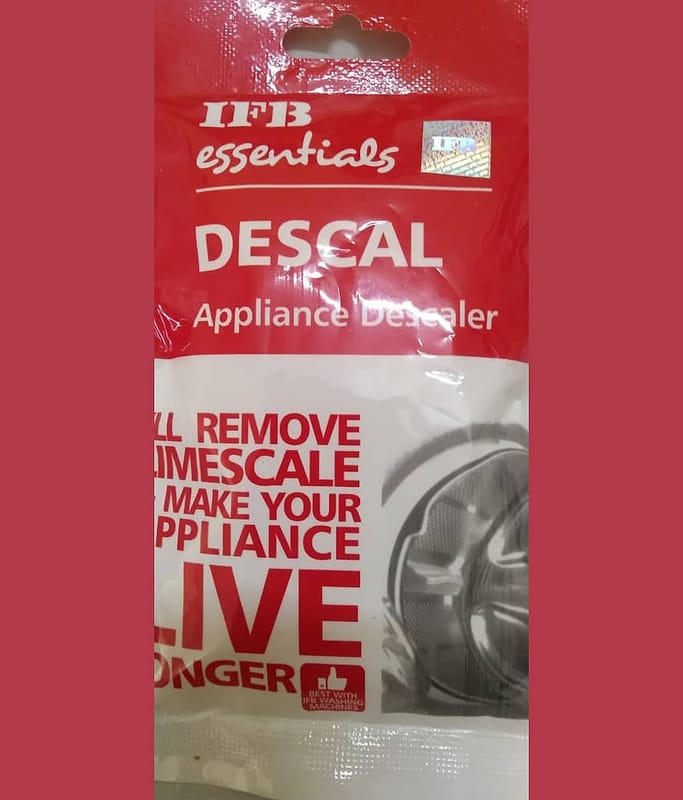 IFB
essentials
DESCAL
Appliance Descaler
LL REMOVE
LIMESCALE
MAKE YOUR
PPLIANCE
LIVE
ONGER
BEST WITH
IFB WASHING
MACHINES